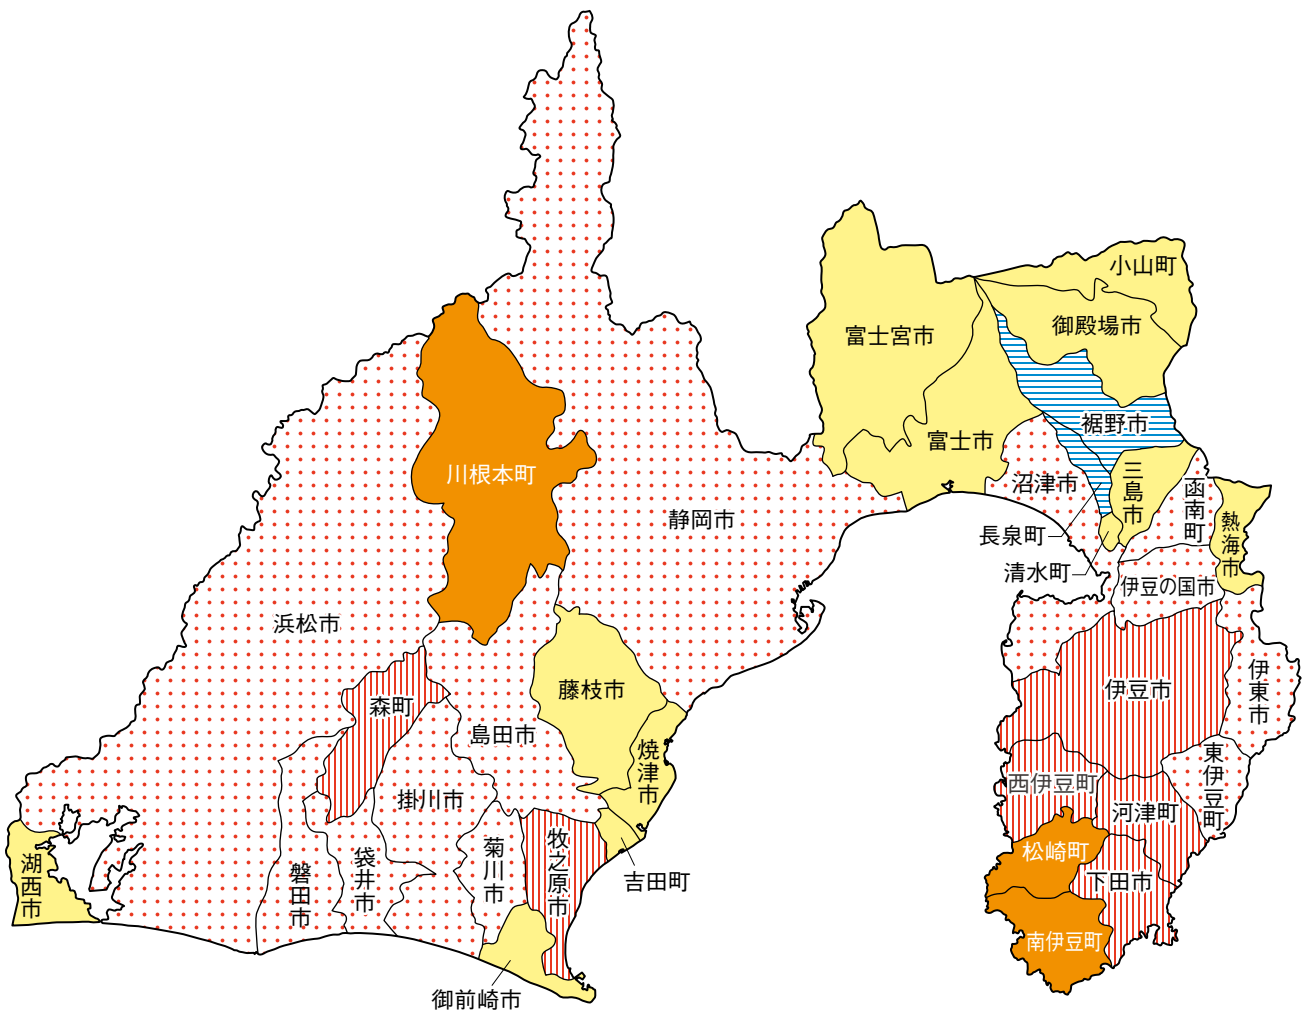 小山町
御殿場市
富士宮市
裾野市
富士市
川根本町
三島市
沼津市
函南町
静岡市
熱海市
長泉町
清水町
伊豆の国市
浜松市
藤枝市
伊豆市
伊東市
森町
島田市
焼津市
東伊豆町
西伊豆町
掛川市
河津町
牧之原市
菊川市
松崎町
袋井市
湖西市
磐田市
吉田町
下田市
南伊豆町
御前崎市